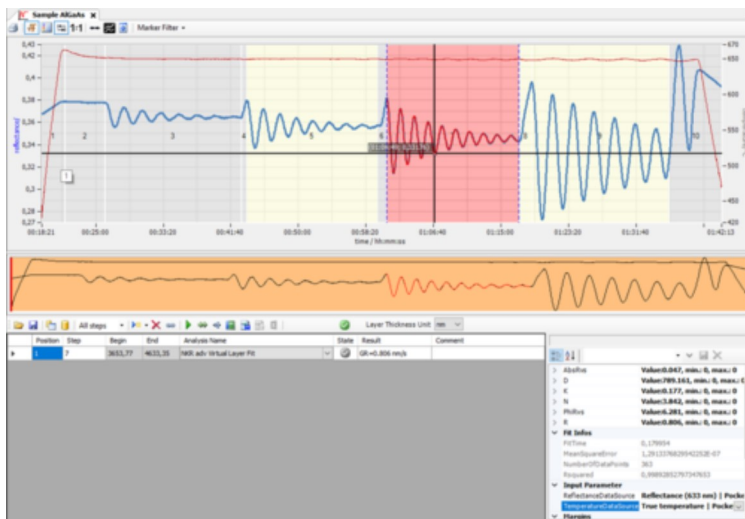 Sample AlGaAs ×
1:1 Marker Filter
0,43 650
0,42
0,4 600
0,38
0,36 550
1 2 3 4 5 6 8 9 10
0,34
0,32 500
reflectance/
1
0,3
0,28 450
0,27 420
00:18:21 00:25:00 00:33:20 00:41:40 00:50:00 00:58:20 01:06:40 01:15:00 01:23:20 01:31:40 01:42:13
time / hh:mm:ss
All steps Layer Thickness Unit nm
Position Step Begin End Analysis Name State Result Comment
1 7 3653,77 4633,35 NKR adv Virtual Layer Fit GR=0.806 nm/s
AbsRxs Value:0.047, min.: 0, max.: 0
D Value:789.161, min.: 0, max.: 0
K Value:0.177, min.: 0, max.: 0
N Value:3.842, min.: 0, max.: 0
PhiRxs Value:6.281, min.: 0, max.: 0
R Value:0.806, min.: 0, max.: 0
Fit Infos
FitTime 0,178954
MeanSquareError
NumberOfDataPoints 363
Rsquared
Input Parameter
ReflectanceDataSource Reflectance (633 nm) | Pocke
TemperatureDataSource True temperature | Pocke
Margins